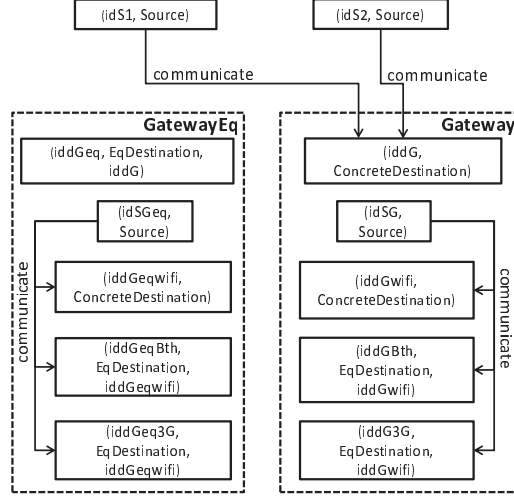 (idS1, Source)
(idS2, Source)
communicate
communicate
GatewayEq
Gateway
(iddGeq, EqDestination,
iddG)
(iddG,
ConcreteDestination)
(idSGeq,
Source)
(idSG,
Source)
communicate
communicate
(iddGeqwifi,
ConcreteDestination)
(iddGwifi,
ConcreteDestination)
(iddGeqBth,
EqDestination,
iddGeqwifi)
(iddGBth,
EqDestination,
iddGwifi)
(iddGeq3G,
EqDestination,
iddGeqwifi)
(iddG3G,
EqDestination,
iddGwifi)